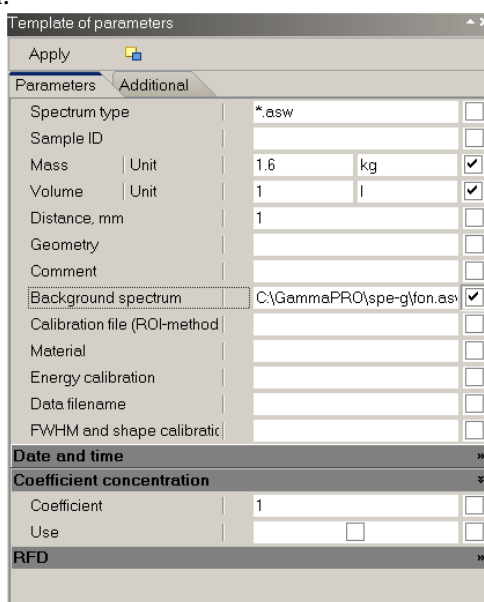 Template of parameters
Apply
Parameters Additional
Spectrum type *.asw
Sample ID
Mass Unit 1.6 kg
Volume Unit 1 l
Distance, mm 1
Geometry
Comment
Background spectrum C:\GammaPRO\spe-g\fon.as
Calibration file (ROI-method
Material
Energy calibration
Data filename
FWHM and shape calibratic
Date and time
Coefficient concentration
Coefficient 1
Use
RFD